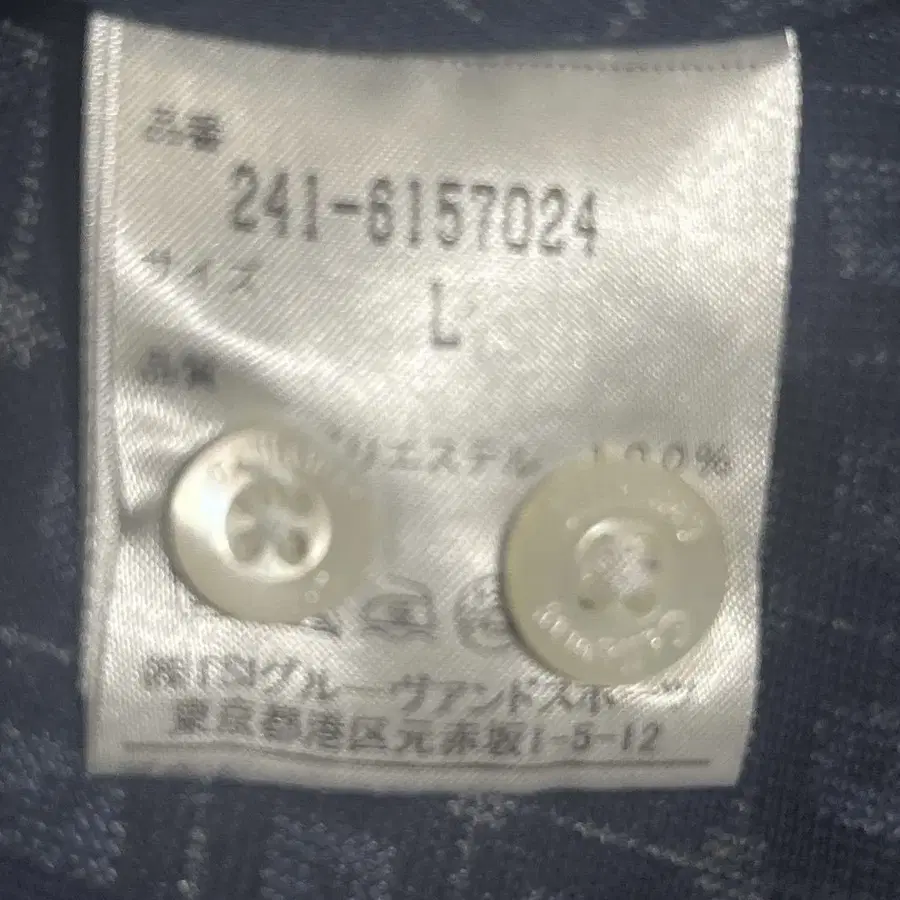 品番
241-6157024
サイズ
L
品質
リエステル 100%
㈱TSIグルーヴアンドスポーツ
東京都港区元赤坂1-5-12